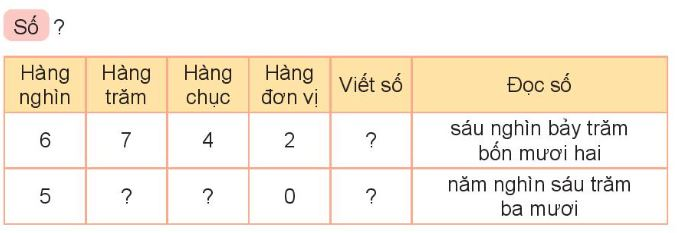 Số ?
Hàng nghìn Hàng trăm Hàng chục Hàng đơn vị Viết số Đọc số
6 7 4 2 ? sáu nghìn bảy trăm bốn mươi hai
5 ? ? 0 ? năm nghìn sáu trăm ba mươi